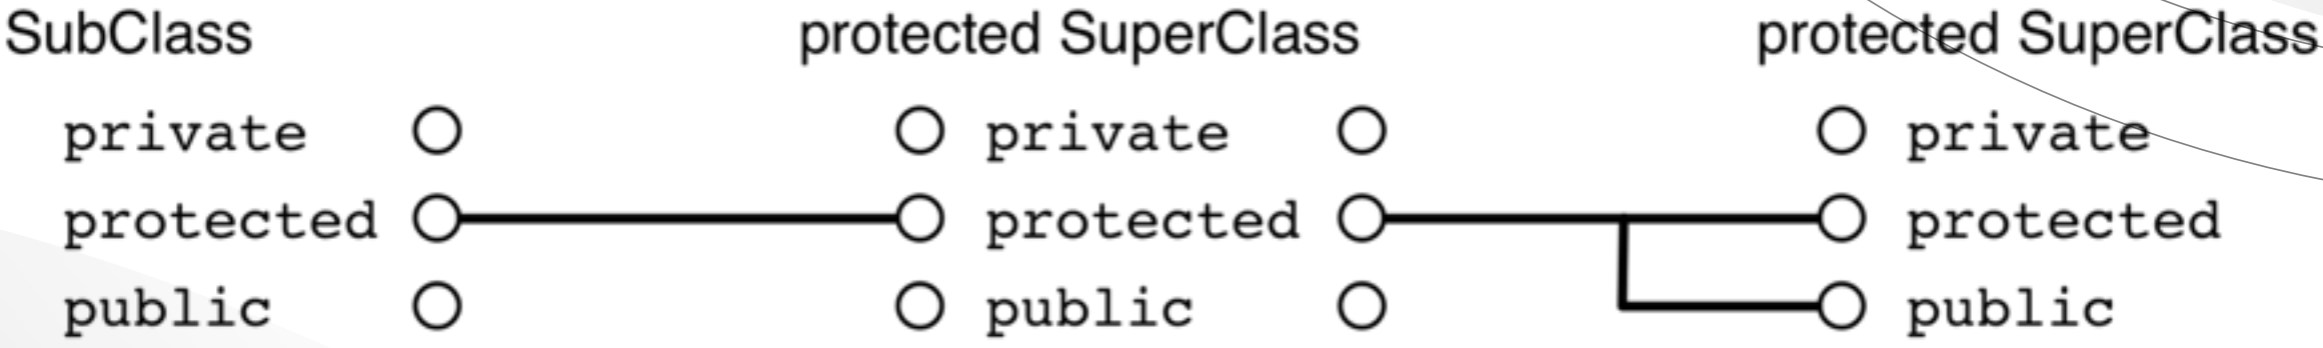 SubClass protected SuperClass protected SuperClass
private private private
protected protected protected
public public public